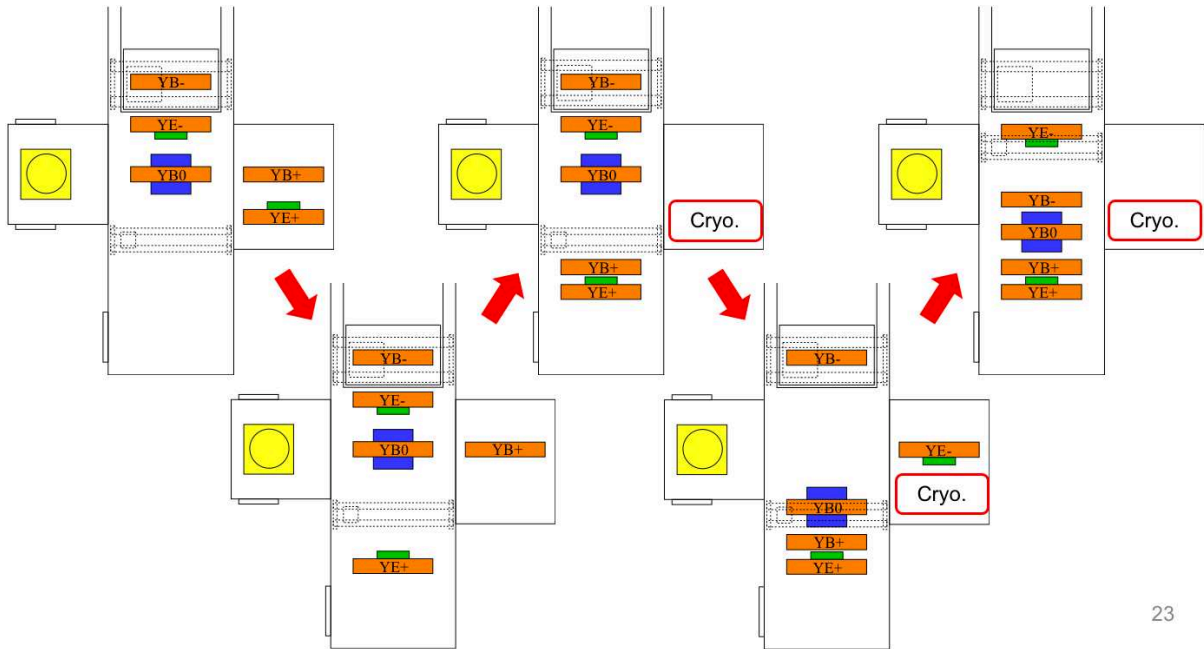 YB-
YE-
YB0
YB+
YE+
YB-
YE-
YB0
YB+
YE+
YB-
YE-
YB0
Cryo.
YB+
YE+
YB-
YE-
YB0
Cryo.
YB+
YE+
YE-
YB-
Cryo.
YB0
YB+
YE+
23